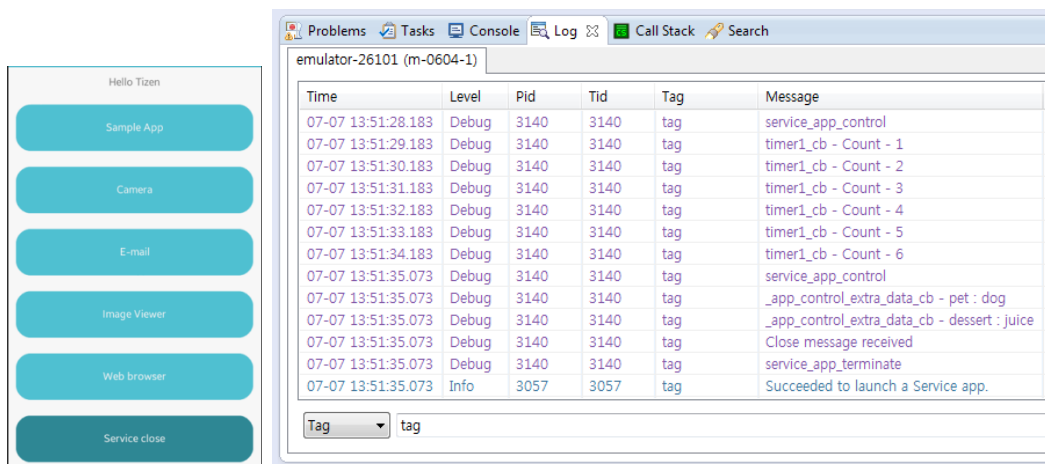 Hello Tizen
Sample App
Camera
E-mail
Image Viewer
Web browser
Service close
Problems Tasks Console Log Call Stack Search
emulator-26101 (m-0604-1)
Time Level Pid Tid Tag Message
07-07 13:51:28.183 Debug 3140 3140 tag service_app_control
07-07 13:51:29.183 Debug 3140 3140 tag timer1_cb - Count - 1
07-07 13:51:30.183 Debug 3140 3140 tag timer1_cb - Count - 2
07-07 13:51:31.183 Debug 3140 3140 tag timer1_cb - Count - 3
07-07 13:51:32.183 Debug 3140 3140 tag timer1_cb - Count - 4
07-07 13:51:33.183 Debug 3140 3140 tag timer1_cb - Count - 5
07-07 13:51:34.183 Debug 3140 3140 tag timer1_cb - Count - 6
07-07 13:51:35.073 Debug 3140 3140 tag service_app_control
07-07 13:51:35.073 Debug 3140 3140 tag _app_control_extra_data_cb - pet : dog
07-07 13:51:35.073 Debug 3140 3140 tag _app_control_extra_data_cb - dessert : juice
07-07 13:51:35.073 Debug 3140 3140 tag Close message received
07-07 13:51:35.073 Debug 3140 3140 tag service_app_terminate
07-07 13:51:35.073 Info 3057 3057 tag Succeeded to launch a Service app.
Tag tag